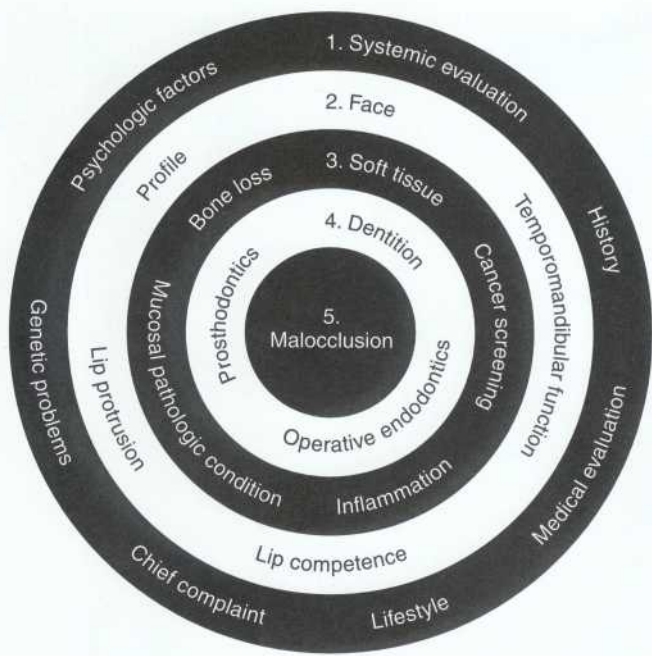 1. Systemic evaluation
History
Medical evaluation
Lifestyle
Chief complaint
Genetic problems
Psychologic factors
2. Face
Temporomandibular function
Lip competence
Lip protrusion
Profile
3. Soft tissue
Cancer screening
Inflammation
Mucosal pathologic condition
Bone loss
4. Dentition
Operative endodontics
Prosthodontics
5.
Malocclusion